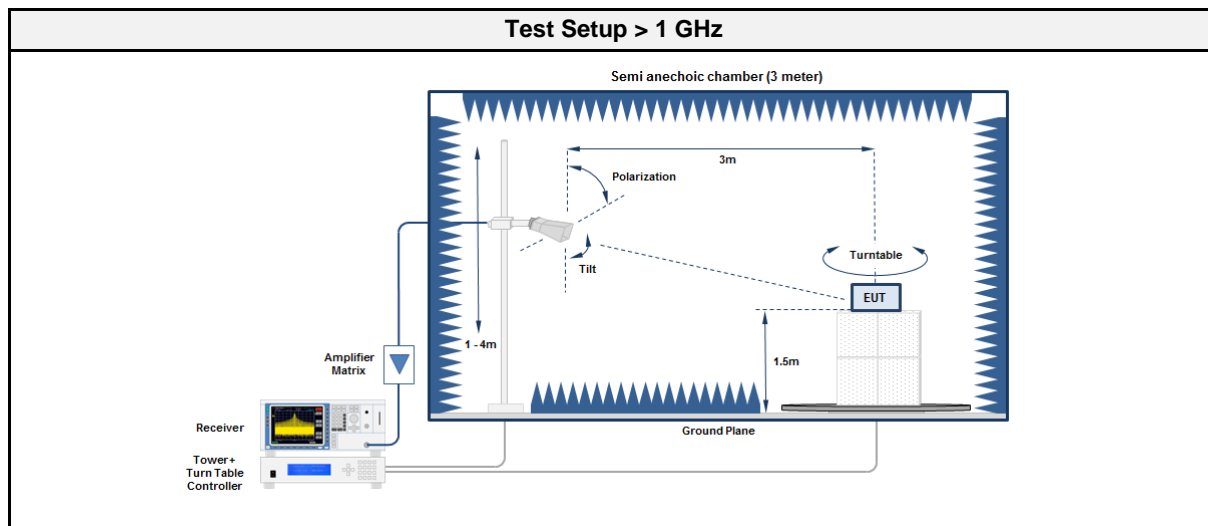 Test Setup > 1 GHz
Semi anechoic chamber (3 meter)
3m
Polarization
Turntable
Tilt
EUT
1 - 4m
1.5m
Amplifier
Matrix
Ground Plane
Receiver
Tower+
Turn Table
Controller